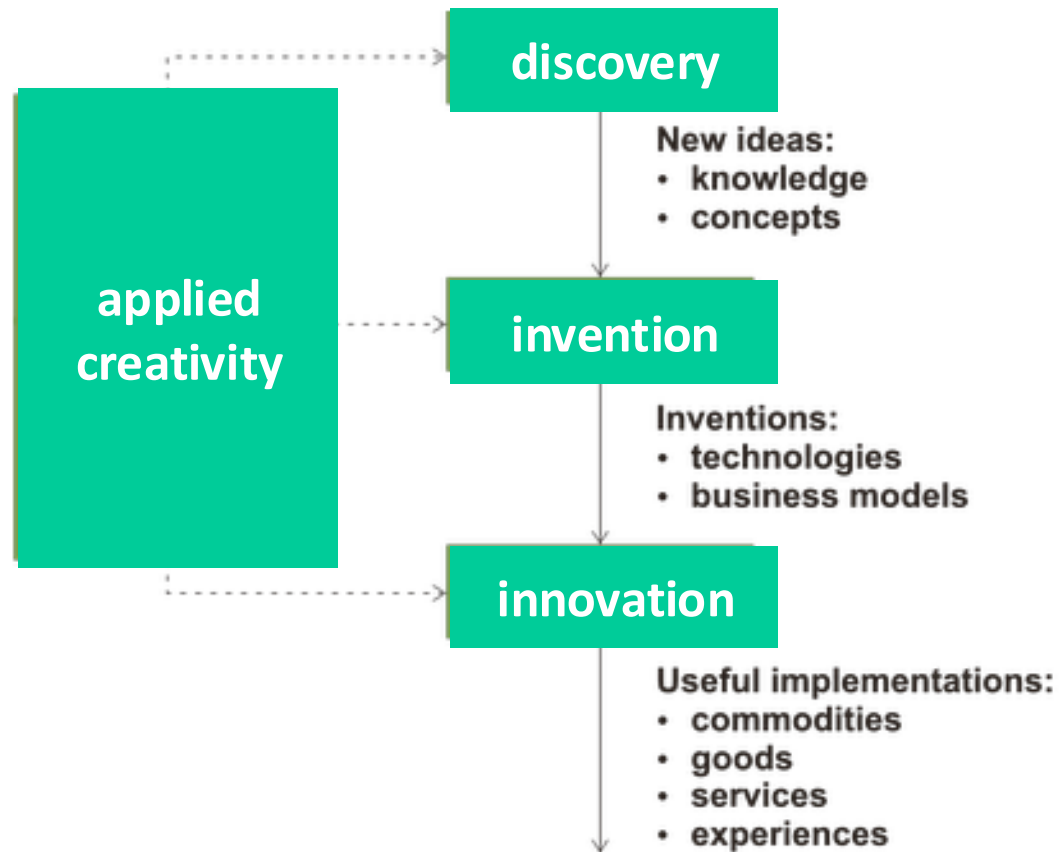 discovery
New ideas:
• knowledge
• concepts
applied
creativity
invention
Inventions:
• technologies
• business models
innovation
Useful implementations:
• commodities
• goods
• services
• experiences